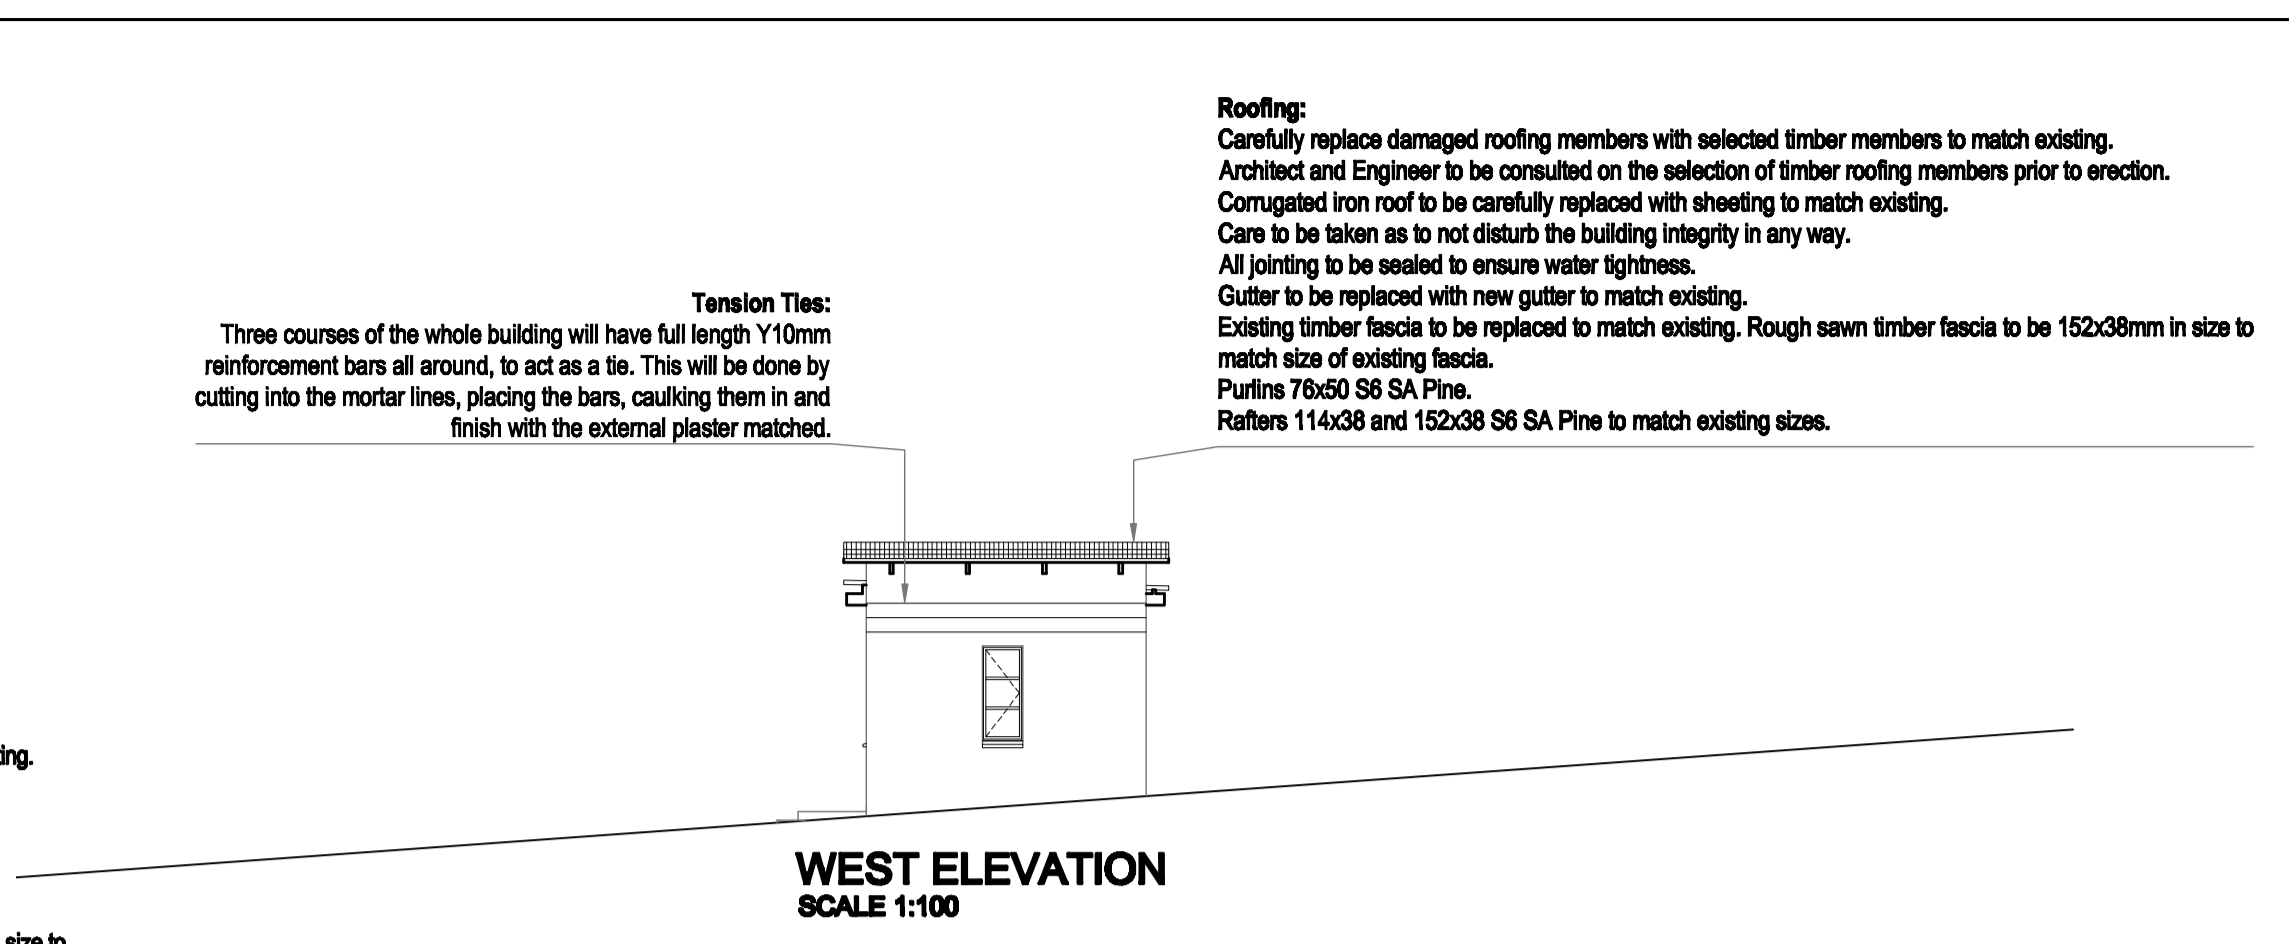 Roofing:
Carefully replace damaged roofing members with selected timber members to match existing.
Architect and Engineer to be consulted on the selection of timber roofing members prior to erection.
Corrugated iron roof to be carefully replaced with sheeting to match existing.
Care to be taken as to not disturb the building integrity in any way.
All jointing to be sealed to ensure water tightness.
Gutter to be replaced with new gutter to match existing.
Existing timber fascia to be replaced to match existing. Rough sawn timber fascia to be 152x38mm in size to
match size of existing fascia.
Purlins 76x50 S6 SA Pine.
Rafters 114x38 and 152x38 S6 SA Pine to match existing sizes.
Tension Ties:
Three courses of the whole building will have full length Y10mm
reinforcement bars all around, to act as a tie. This will be done by
cutting into the mortar lines, placing the bars, caulking them in and
finish with the external plaster matched.
WEST ELEVATION
SCALE 1:100
size to